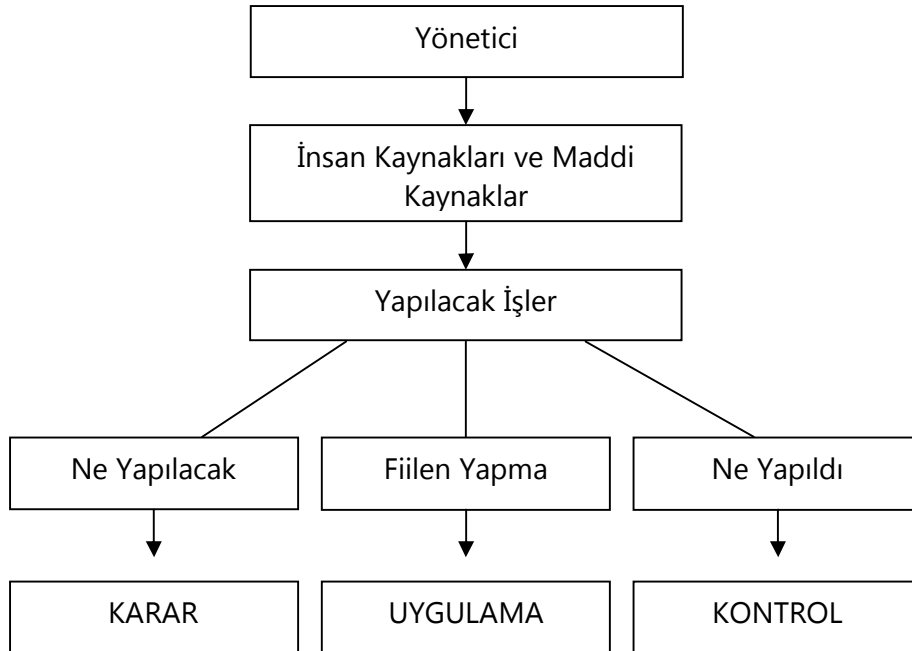 Yönetici
İnsan Kaynakları ve Maddi
Kaynaklar
Yapılacak İşler
Ne Yapılacak
Fiilen Yapma
Ne Yapıldı
KARAR
UYGULAMA
KONTROL